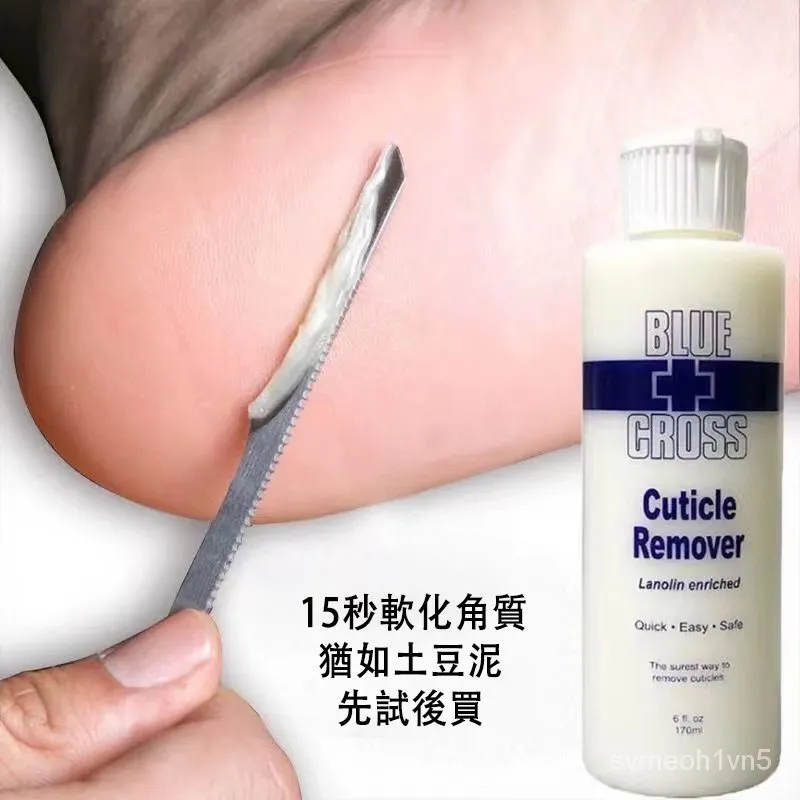 BLUE
CROSS
Cuticle
Remover
Lanolin enriched
Quick • Easy • Safe
The surest way to
remove cuticles
6 fl. oz
170ml
15秒軟化角質
猶如土豆泥
先試後買
symeoh1vn5